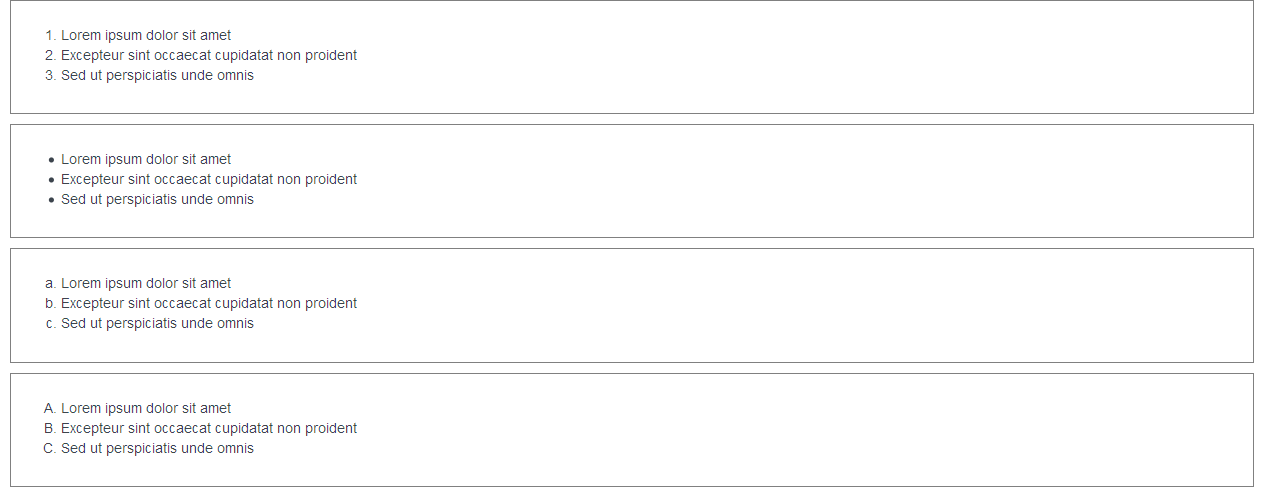 1. Lorem ipsum dolor sit amet
2. Excepteur sint occaecat cupidatat non proident
3. Sed ut perspiciatis unde omnis
• Lorem ipsum dolor sit amet
• Excepteur sint occaecat cupidatat non proident
• Sed ut perspiciatis unde omnis
a. Lorem ipsum dolor sit amet
b. Excepteur sint occaecat cupidatat non proident
c. Sed ut perspiciatis unde omnis
A. Lorem ipsum dolor sit amet
B. Excepteur sint occaecat cupidatat non proident
C. Sed ut perspiciatis unde omnis